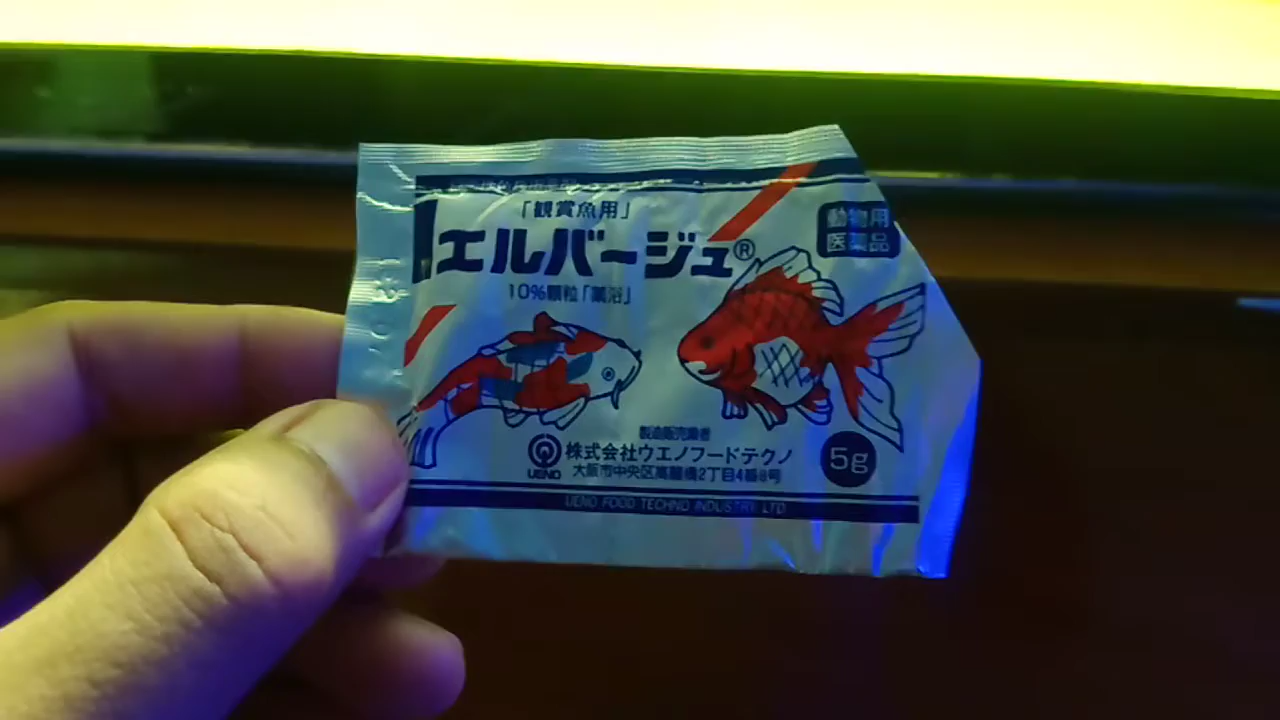 「観賞魚用」
動物用
医薬品
エルバージュ®
10%顆粒「薬浴」
製造販売業者
株式会社ウエノフードテクノ
UENO
大阪市中央区高麗橋2丁目4番8号
5g
UENO FOOD TECHNO INDUSTRY, LTD